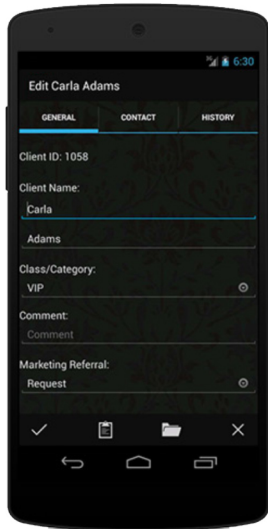 3G 6:30
Edit Carla Adams
GENERAL CONTACT HISTORY
Client ID: 1058
Client Name:
Carla
Adams
Class/Category:
VIP
Comment:
Comment
Marketing Referral:
Request